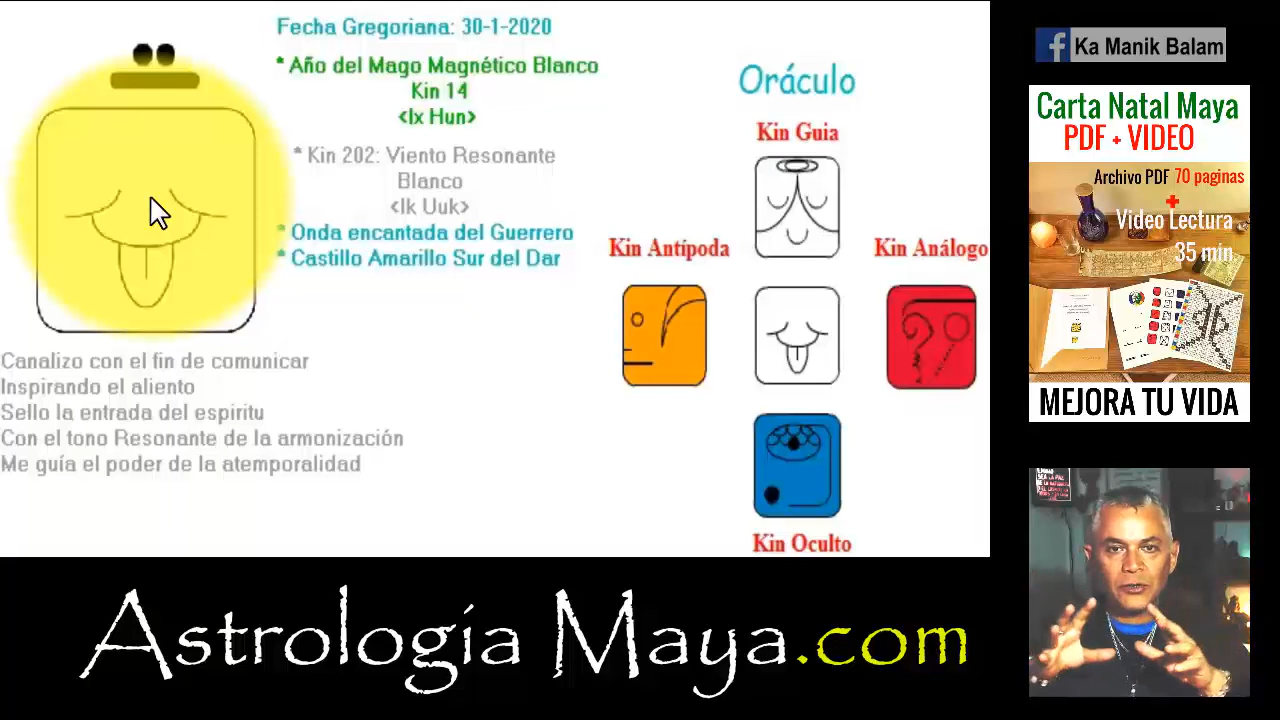 Fecha Gregoriana: 30-1-2020
* Año del Mago Magnético Blanco
Kin 14
<Ix Hun>
* Kin 202: Viento Resonante
Blanco
<Ik Uuk>
* Onda encantada del Guerrero
* Castillo Amarillo Sur del Dar
Canalizo con el fin de comunicar
Inspirando el aliento
Sello la entrada del espiritu
Con el tono Resonante de la armonización
Me guía el poder de la atemporalidad
Oráculo
Kin Guia
Kin Antípoda
Kin Análogo
Kin Oculto
f Ka Manik Balam
Carta Natal Maya
PDF + VIDEO
Archivo PDF 70 paginas
+
Video Lectura
35 min
MEJORA TU VIDA
Astrología Maya.com